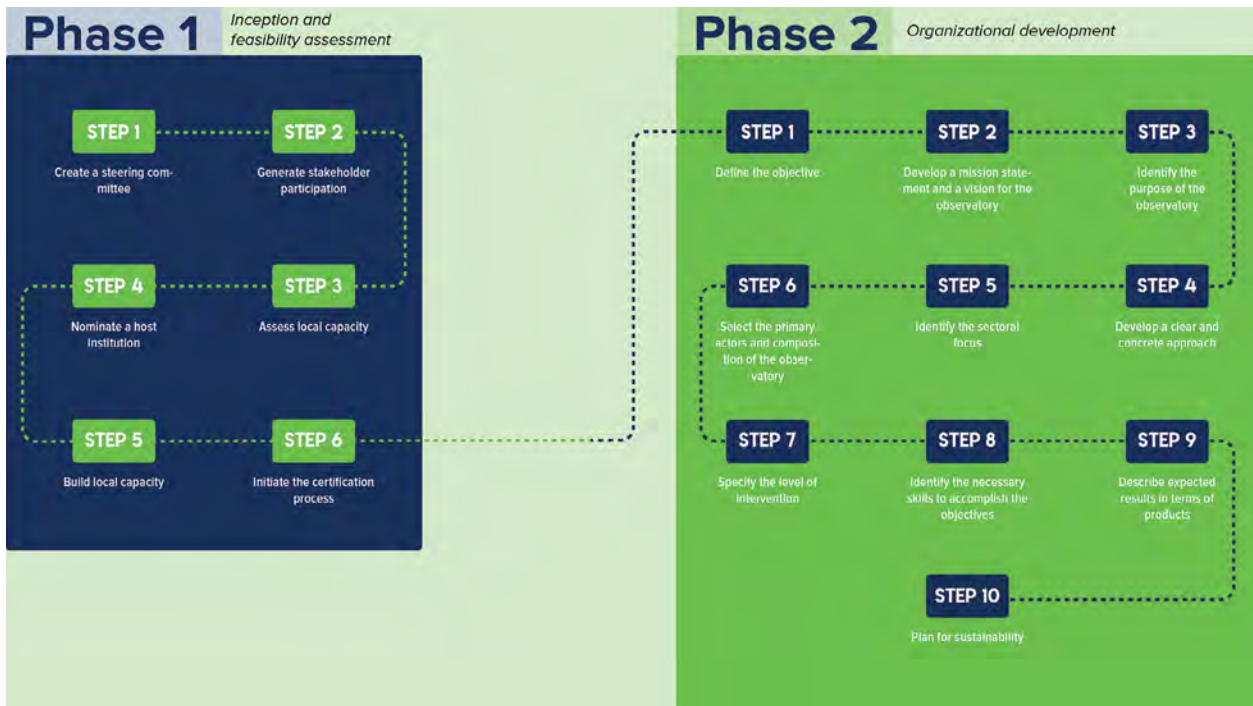 Phase 1
Inception and
feasibility assessment
STEP 1
Create a steering com-
mittee
STEP 2
Generate stakeholder
participation
STEP 3
Assess local capacity
STEP 4
Nominate a host
Institution
STEP 5
Build local capacity
STEP 6
Initiate the certification
process
Phase 2
Organizational development
STEP 1
Define the objective
STEP 2
Develop a mission state-
ment and a vision for the
observatory
STEP 3
Identify the
purpose of the
observatory
STEP 4
Develop a clear and
concrete approach
STEP 5
Identify the sectoral
focus
STEP 6
Select the primary
actors and composi-
tion of the obser-
vatory
STEP 7
Specify the level of
intervention
STEP 8
Identify the necessary
skills to accomplish the
objectives
STEP 9
Describe expected
results in terms of
products
STEP 10
Plan for sustainability